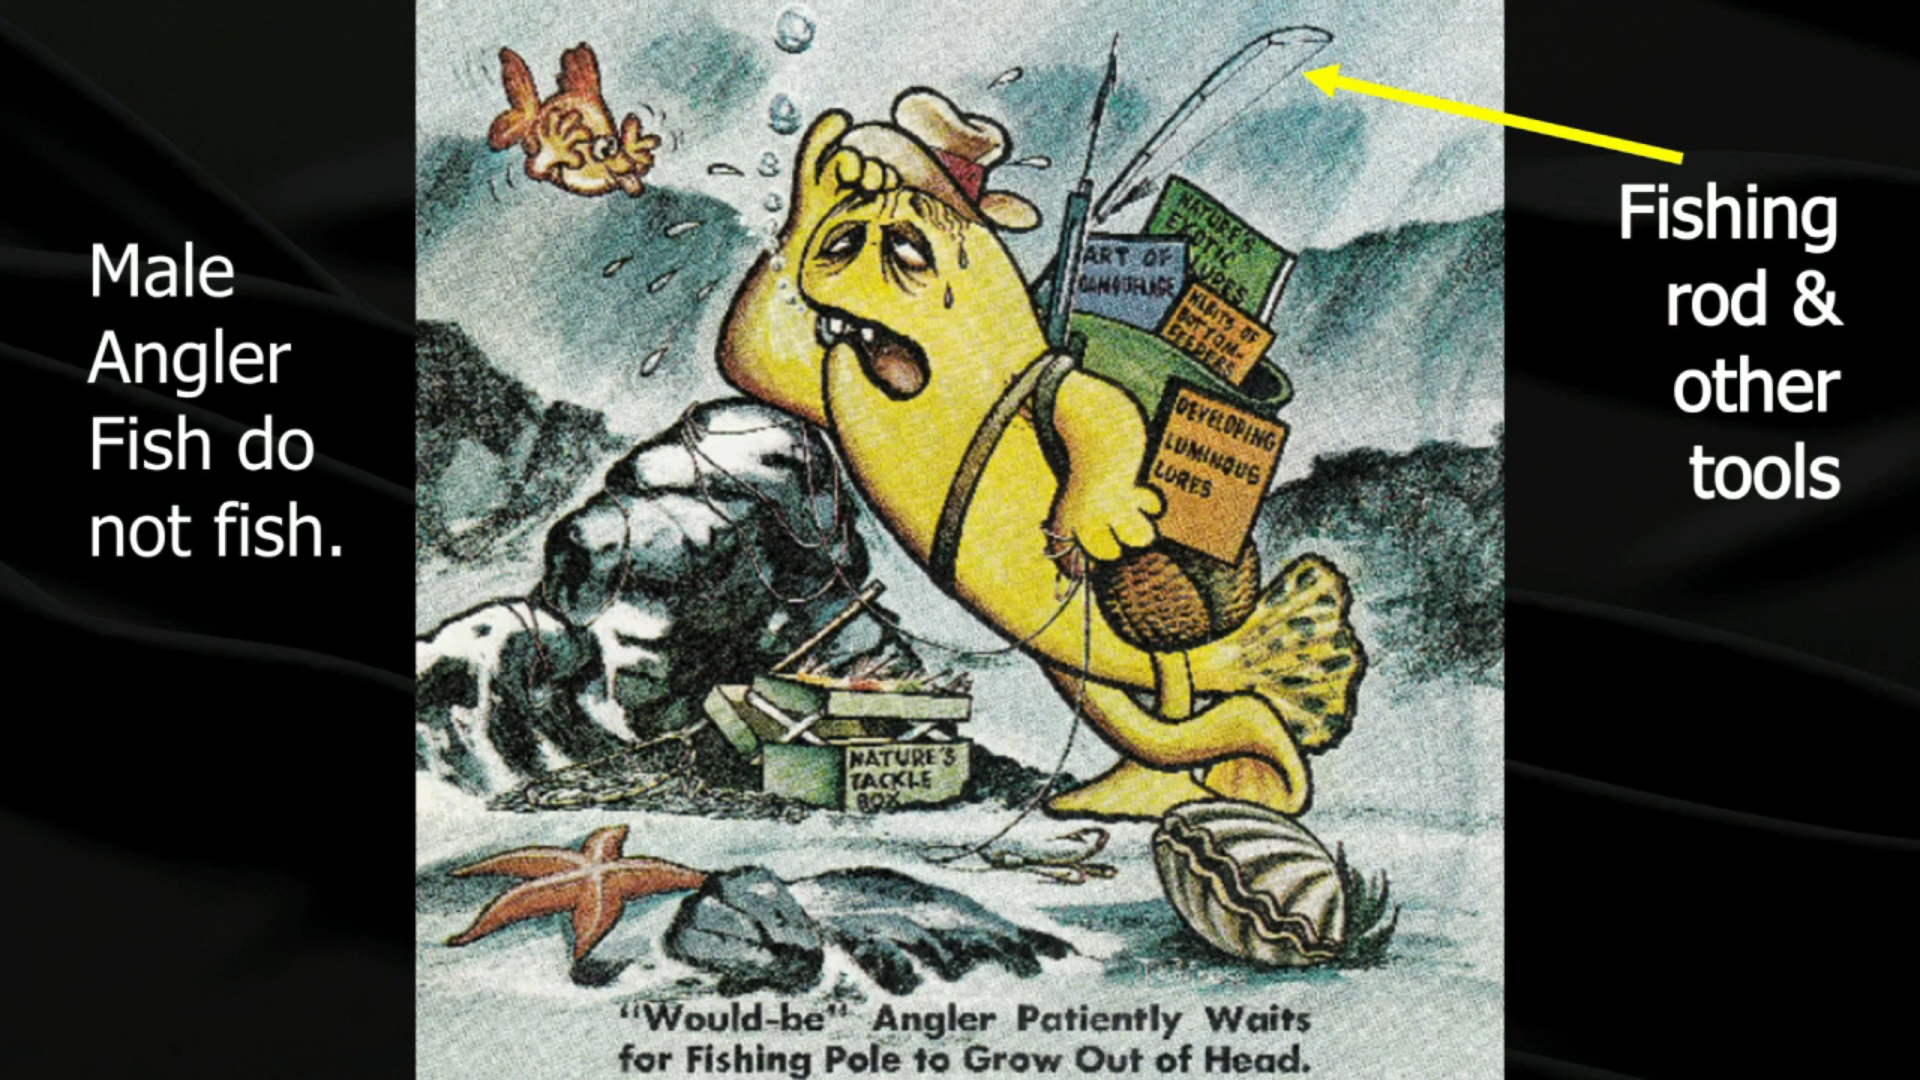 Male
Angler
Fish do
not fish.
Fishing
rod &
other
tools
NATURE'S
EXOTIC
LURES
ART OF
CAMOUFLAGE
HABITS OF
BOTTOM-
FEEDERS
DEVELOPING
LUMINOUS
LURES
NATURE'S
TACKLE
BOX
"Would-be" Angler Patiently Waits
for Fishing Pole to Grow Out of Head.